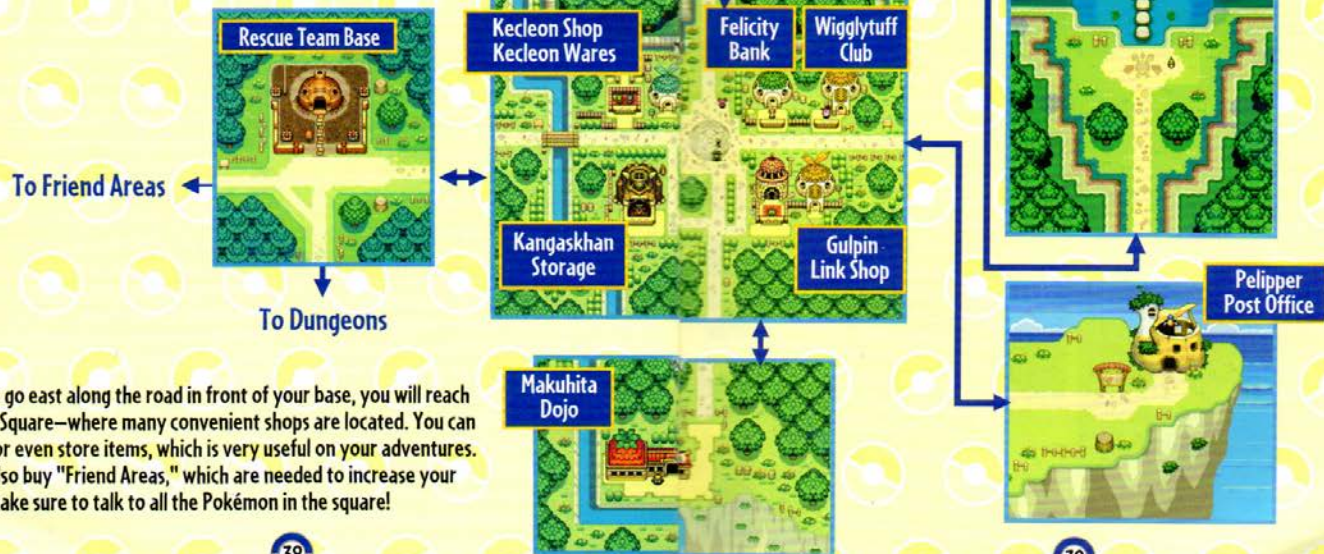 Rescue Team Base
Kecleon Shop
Kecleon Wares
Felicity
Bank
Wigglytuff
Club
To Friend Areas
Kangaskhan
Storage
Gulpin
Link Shop
Pelipper
Post Office
To Dungeons
Makuhita
Dojo
go east along the road in front of your base, you will reach
Square—where many convenient shops are located. You can
or even store items, which is very useful on your adventures.
so buy "Friend Areas," which are needed to increase your
ake sure to talk to all the Pokémon in the square!